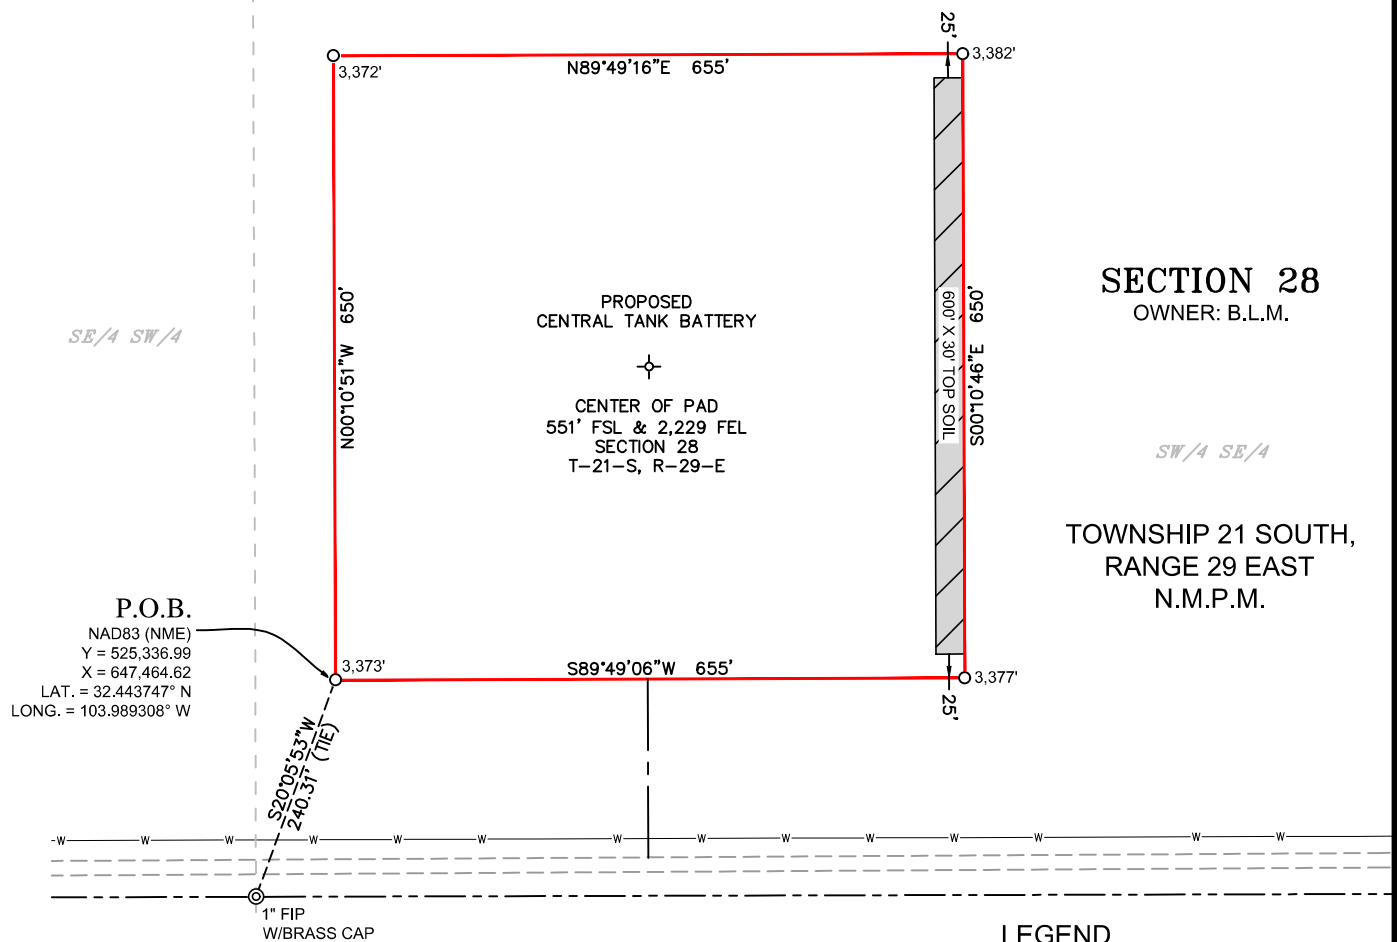 25'
3,372'
N89°49'16"E 655'
3,382'
N00°10'51"W 650'
PROPOSED
CENTRAL TANK BATTERY
CENTER OF PAD
551' FSL & 2,229 FEL
SECTION 28
T-21-S, R-29-E
600' X 30' TOP SOIL
S00°10'46"E 650'
SECTION 28
OWNER: B.L.M.
SE/4 SW/4
SW/4 SE/4
TOWNSHIP 21 SOUTH,
RANGE 29 EAST
N.M.P.M.
P.O.B.
NAD83 (NME)
Y = 525,336.99
X = 647,464.62
LAT. = 32.443747° N
LONG. = 103.989308° W
3,373'
S89°49'06"W 655'
3,377'
25'
S20°05'53"W
240.31' (TIE)
W W W W W W W W W W W W W W
1" FIP
W/BRASS CAP
LEGEND